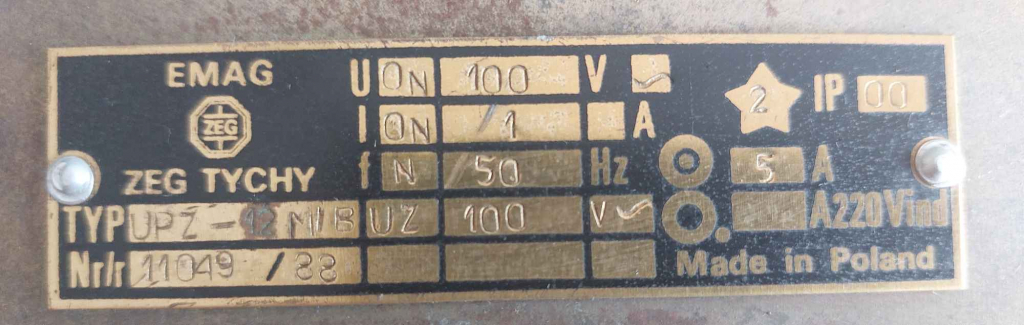 EMAG
ZEG
ZEG TYCHY
U ON 100 V ~
I ON / 1 A
f N / 50 Hz
TYP UPZ-12M/B UZ 100 V ~
Nr/r 11049 / 88
2 IP 00
5 A
A220Vind
Made in Poland